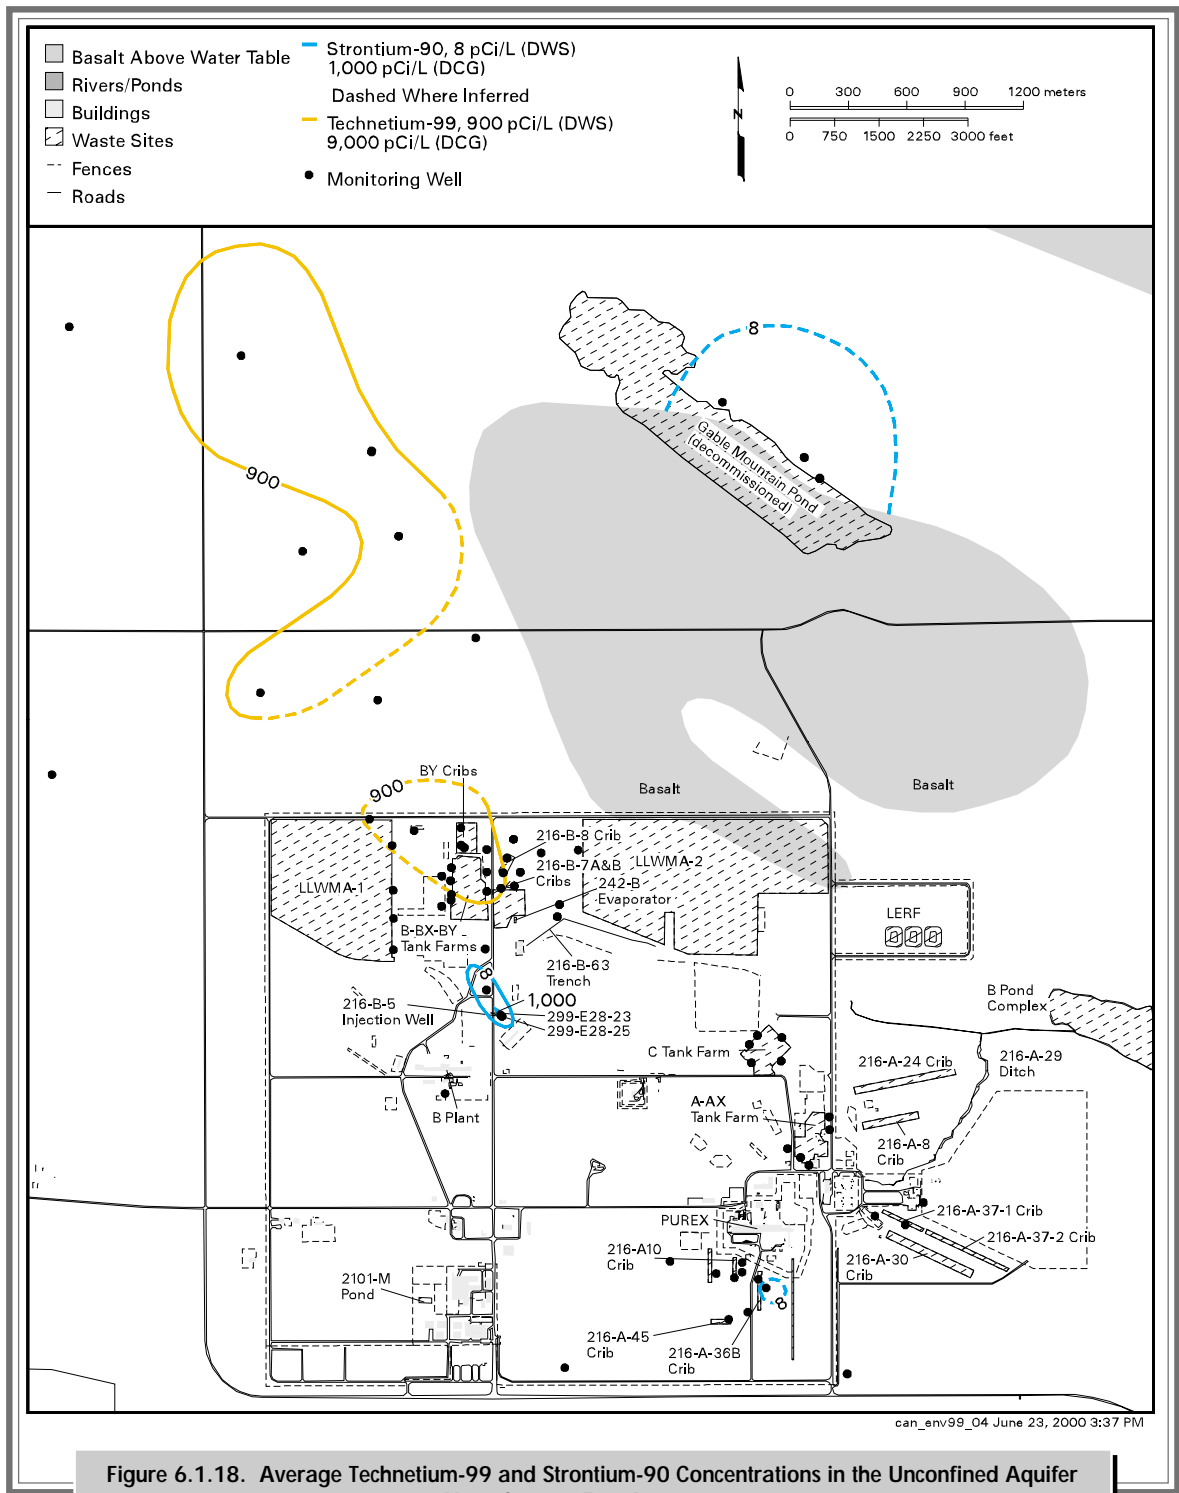 Basalt Above Water Table
Rivers/Ponds
Buildings
Waste Sites
Fences
Roads
Strontium-90, 8 pCi/L (DWS)
1,000 pCi/L (DCG)
Dashed Where Inferred
Technetium-99, 900 pCi/L (DWS)
9,000 pCi/L (DCG)
Monitoring Well
N
0 300 600 900 1200 meters
0 750 1500 2250 3000 feet
8
900
Gable Mountain Pond
(decommissioned)
BY Cribs
900
Basalt
Basalt
216-B-8 Crib
216-B-7A&B
Cribs
LLWMA-2
LLWMA-1
242-B
Evaporator
B-BX-BY
Tank Farms
LERF
216-B-63
Trench
8
1,000
216-B-5
Injection Well
299-E28-23
299-E28-25
B Pond
Complex
C Tank Farm
216-A-24 Crib
216-A-29
Ditch
A-AX
Tank Farm
B Plant
216-A-8
Crib
216-A-37-1 Crib
PUREX
216-A-37-2 Crib
216-A10
Crib
216-A-30
Crib
2101-M
Pond
8
216-A-45
Crib
216-A-36B
Crib
can_env99_04 June 23, 2000 3:37 PM
Figure 6.1.18. Average Technetium-99 and Strontium-90 Concentrations in the Unconfined Aquifer